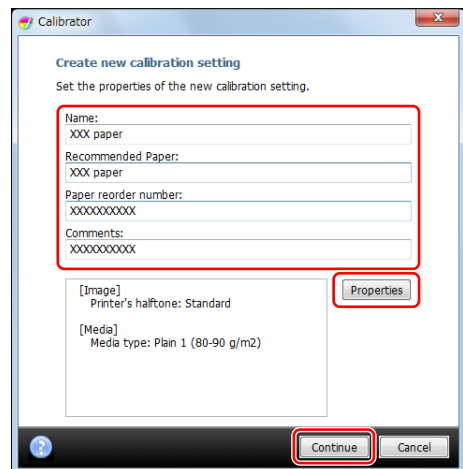 Calibrator
Create new calibration setting
Set the properties of the new calibration setting.
Name:
XXX paper
Recommended Paper:
XXX paper
Paper reorder number:
XXXXXXXXXX
Comments:
XXXXXXXXXX
[Image]
Printer's halftone: Standard
[Media]
Media type: Plain 1 (80-90 g/m2)
Properties
?
Continue Cancel